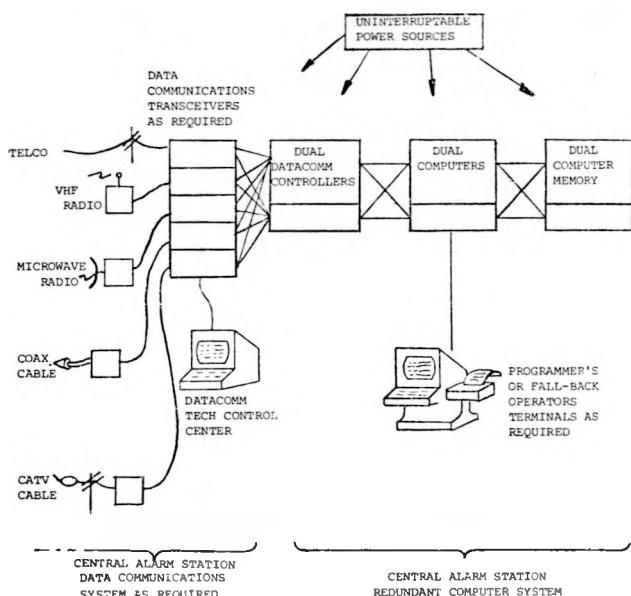 UNINTERRUPTABLE
POWER SOURCES
DATA
COMMUNICATIONS
TRANSCEIVERS
AS REQUIRED
TELCO
VHF
RADIO
MICROWAVE
RADIO
COAX
CABLE
CATV
CABLE
DUAL
DATACOMM
CONTROLLERS
DUAL
COMPUTERS
DUAL
COMPUTER
MEMORY
DATACOMM
TECH CONTROL
CENTER
PROGRAMMER'S
OR FALL-BACK
OPERATORS
TERMINALS AS
REQUIRED
CENTRAL ALARM STATION
DATA COMMUNICATIONS
SYSTEM AS REQUIRED
CENTRAL ALARM STATION
REDUNDANT COMPUTER SYSTEM